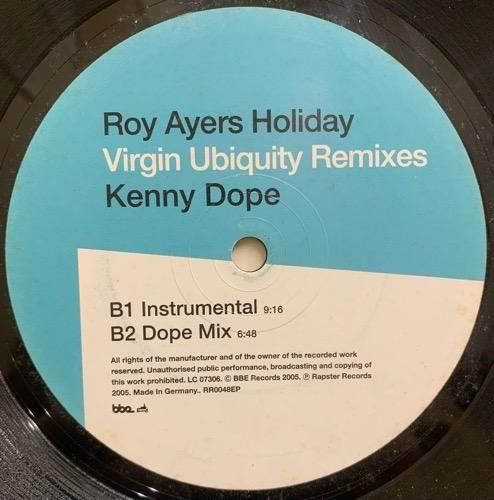 Roy Ayers Holiday
Virgin Ubiquity Remixes
Kenny Dope
B1 Instrumental 9:16
B2 Dope Mix 6:48
All rights of the manufacturer and of the owner of the recorded work
reserved. Unauthorised public performance, broadcasting and copying of
this work prohibited. LC 07306. © BBE Records 2005. ℗ Rapster Records
2005. Made In Germany.. RR0048EP
bbe